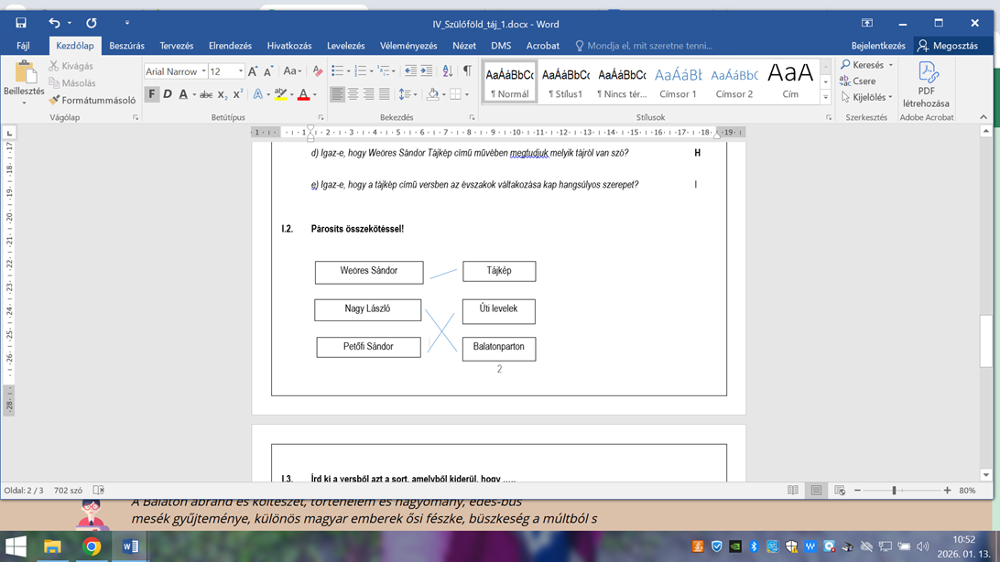 IV_Szülőföld_táj_1.docx - Word
Fájl Kezdőlap Beszúrás Tervezés Elrendezés Hivatkozás Levelezés Véleményezés Nézet DMS Acrobat Mondja el, mit szeretne tenni... Bejelentkezés Megosztás
Beillesztés
Kivágás
Másolás
Formátummásoló
Vágólap
Arial Narrow 12
F D A abc x₂ x²
Betűtípus
Bekezdés
AaÁáBbCc AaÁáBbCc AaÁáBbCc AaÁáBb AaÁáBbC AaA
¶ Normál ¶ Stílus1 ¶ Nincs tér... Címsor 1 Címsor 2 Cím
Stílusok
Keresés
Csere
Kijelölés
Szerkesztés
PDF
létrehozása
Adobe Acrobat
d) Igaz-e, hogy Weöres Sándor Tájkép című művében megtudjuk melyik tájról van szó? H
e) Igaz-e, hogy a tájkép című versben az évszakok váltakozása kap hangsúlyos szerepet? I
I.2. Párosíts összekötéssel!
Weöres Sándor Tájkép
Nagy László Úti levelek
Petőfi Sándor Balatonparton
2
I.3. Írd ki a versből azt a sort, amelyből kiderül, hogy .....
Oldal: 2 / 3 702 szó 80%
A Balaton ábránd és költészet, történelem és hagyomány, édes-bús
mesék gyűjteménye, különös magyar emberek ősi fészke, büszkeség a múltból s
10:52
2026. 01. 13.